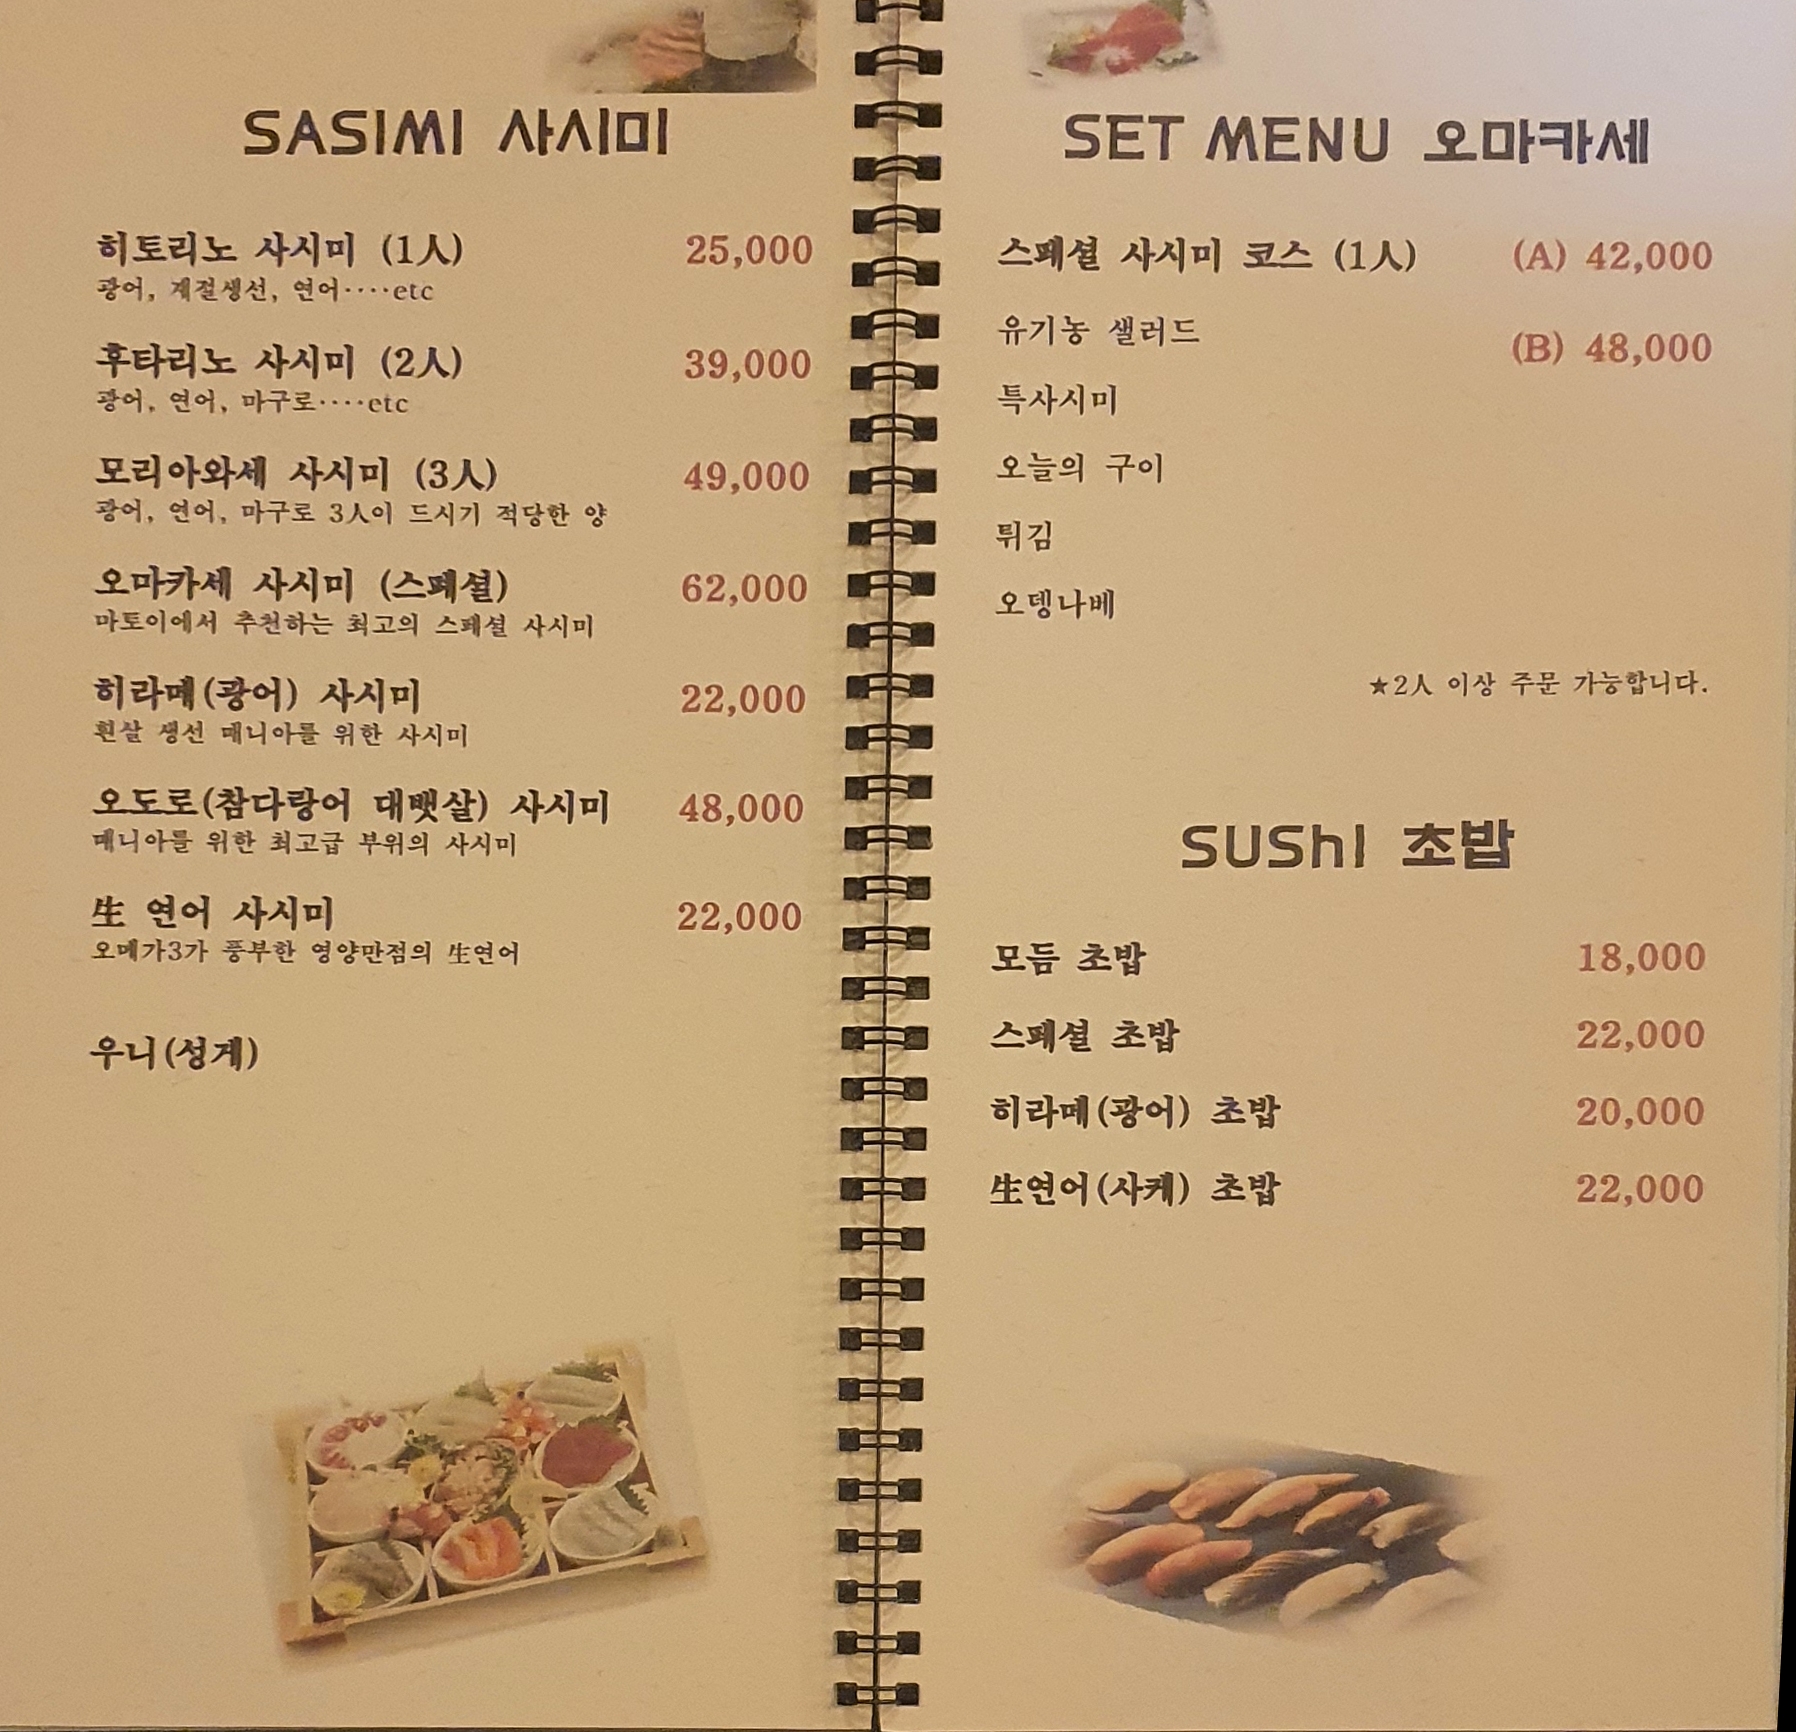 SASIMI 사시미
히토리노 사시미 (1人) 25,000
광어, 계절생선, 연어····etc
후타리노 사시미 (2人) 39,000
광어, 연어, 마구로····etc
모리아와세 사시미 (3人) 49,000
광어, 연어, 마구로 3人이 드시기 적당한 양
오마카세 사시미 (스페셜) 62,000
마토이에서 추천하는 최고의 스페셜 사시미
히라메(광어) 사시미 22,000
흰살 생선 매니아를 위한 사시미
오도로(참다랑어 대뱃살) 사시미 48,000
매니아를 위한 최고급 부위의 사시미
生 연어 사시미 22,000
오메가3가 풍부한 영양만점의 生연어
우니(성게)
SET MENU 오마카세
스페셜 사시미 코스 (1人) (A) 42,000
유기농 샐러드 (B) 48,000
특사시미
오늘의 구이
튀김
오뎅나베
★2人 이상 주문 가능합니다.
SUShI 초밥
모듬 초밥 18,000
스페셜 초밥 22,000
히라메(광어) 초밥 20,000
生연어(사케) 초밥 22,000